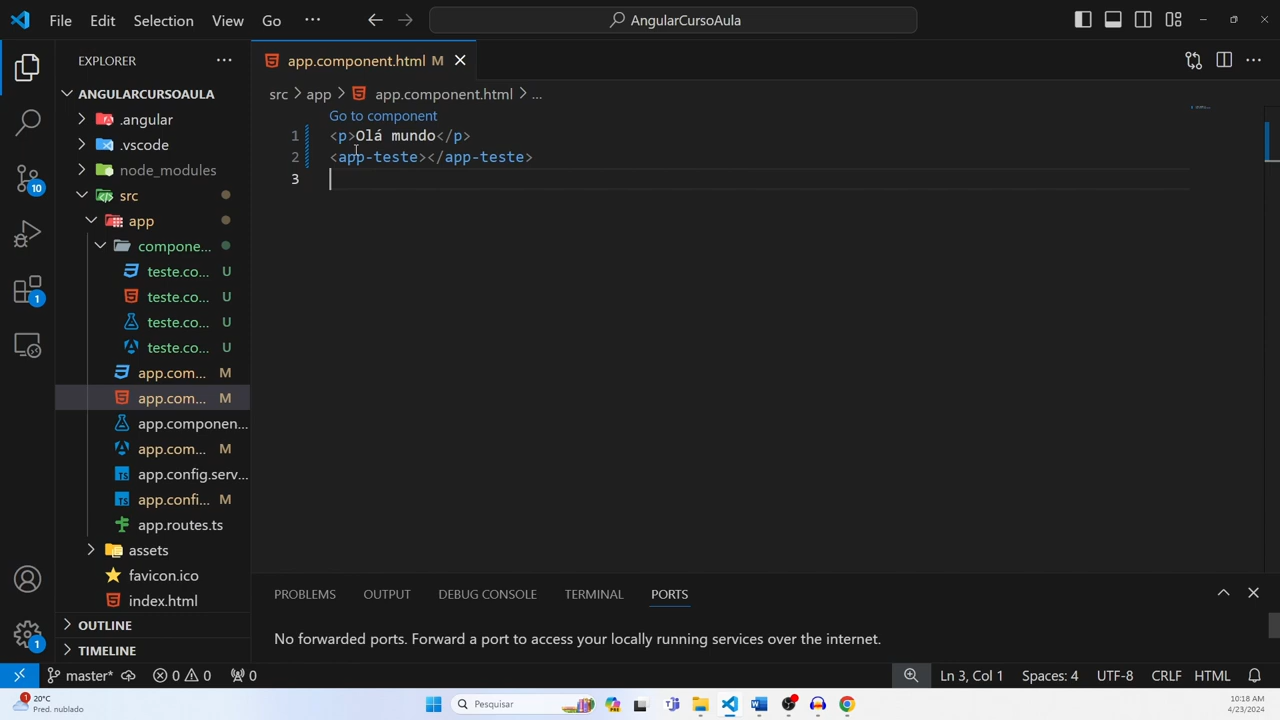 File Edit Selection View Go ··· AngularCursoAula
EXPLORER ···
ANGULARCURSOAULA
.angular
.vscode
node_modules
src
app
compone...
teste.co... U
teste.co... U
teste.co... U
teste.co... U
app.com... M
app.com... M
app.componen...
app.com... M
app.config.serv...
app.confi... M
app.routes.ts
assets
favicon.ico
index.html
OUTLINE
TIMELINE
10
1
1
app.component.html M
src > app > app.component.html > ...
Go to component
1 <p>Olá mundo</p>
2 <app-teste></app-teste>
3
PROBLEMS OUTPUT DEBUG CONSOLE TERMINAL PORTS
No forwarded ports. Forward a port to access your locally running services over the internet.
master* 0 0 0 Ln 3, Col 1 Spaces: 4 UTF-8 CRLF HTML
1 20°C
Pred. nublado
Pesquisar
10:18 AM
4/23/2024